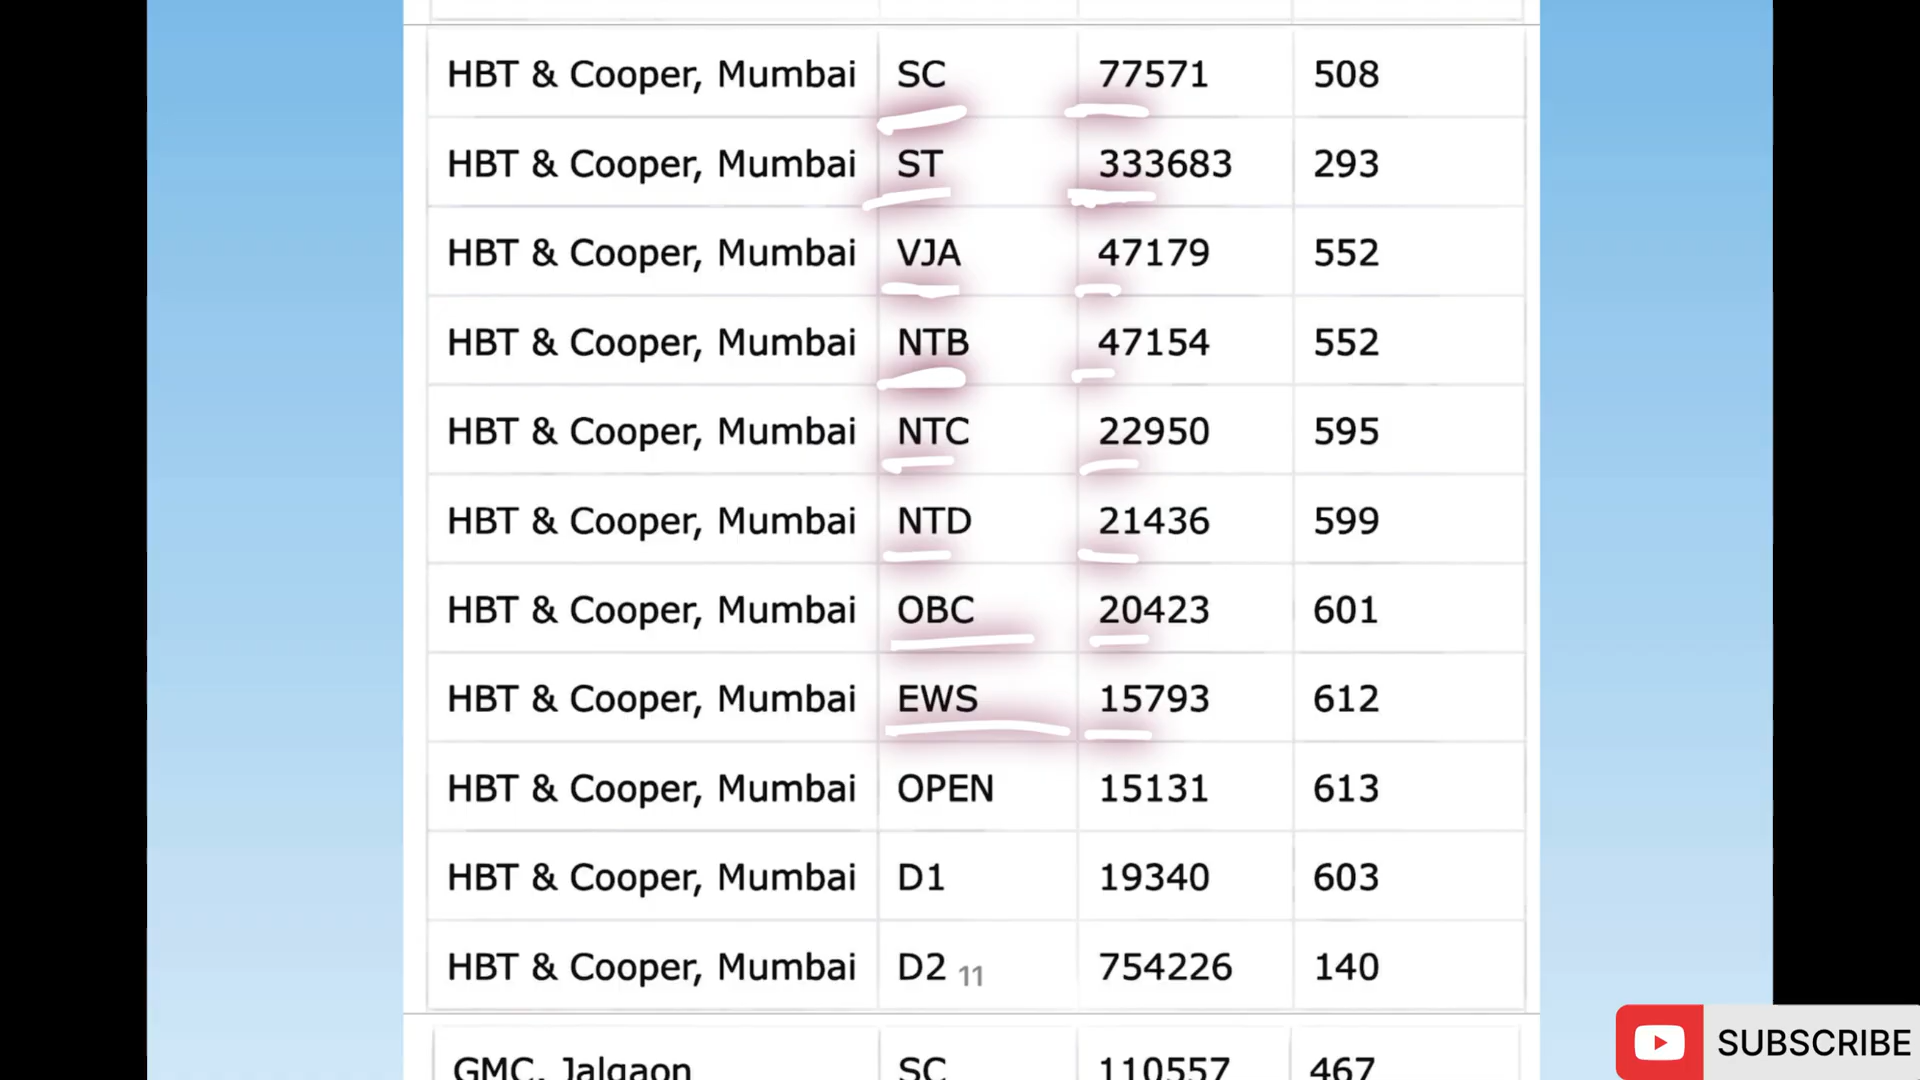 HBT & Cooper, Mumbai SC 77571 508
HBT & Cooper, Mumbai ST 333683 293
HBT & Cooper, Mumbai VJA 47179 552
HBT & Cooper, Mumbai NTB 47154 552
HBT & Cooper, Mumbai NTC 22950 595
HBT & Cooper, Mumbai NTD 21436 599
HBT & Cooper, Mumbai OBC 20423 601
HBT & Cooper, Mumbai EWS 15793 612
HBT & Cooper, Mumbai OPEN 15131 613
HBT & Cooper, Mumbai D1 19340 603
HBT & Cooper, Mumbai D2 11 754226 140
GMC, Jalgaon SC 110557 467
SUBSCRIBE